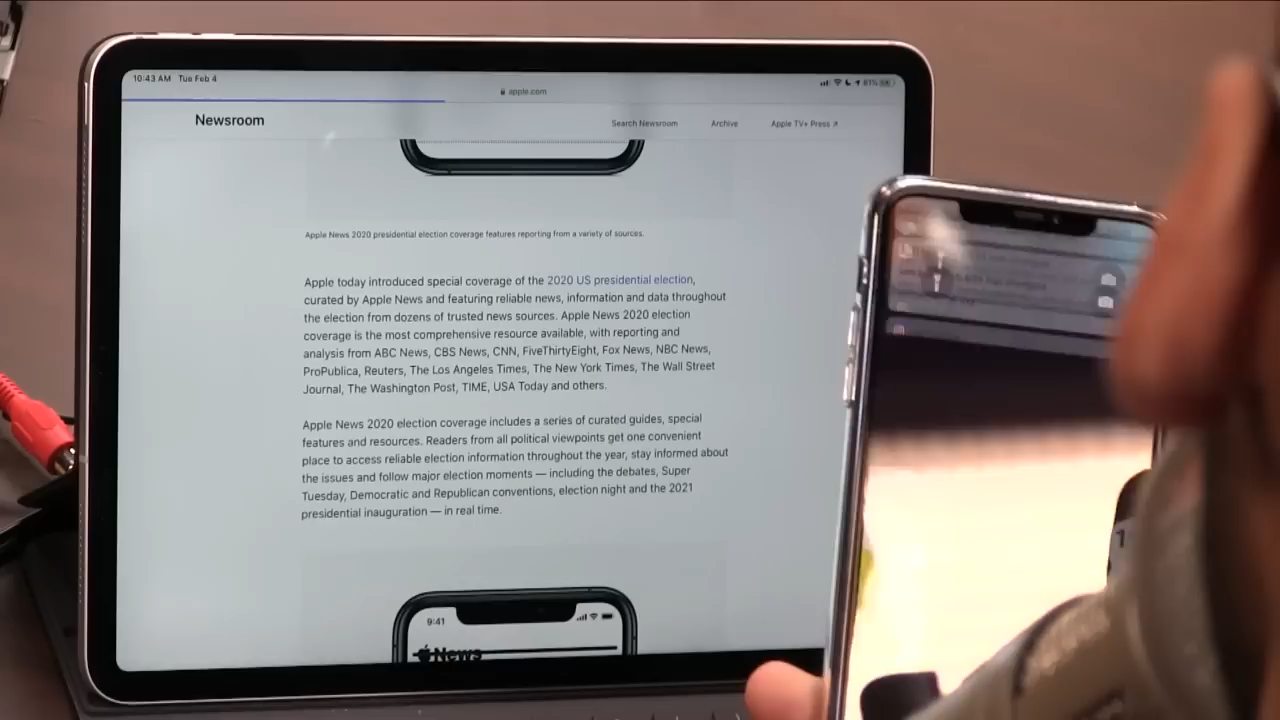 10:43 AM Tue Feb 4
apple.com
81%
Newsroom
Search Newsroom Archive Apple TV+ Press
Apple News 2020 presidential election coverage features reporting from a variety of sources.
Apple today introduced special coverage of the 2020 US presidential election,
curated by Apple News and featuring reliable news, information and data throughout
the election from dozens of trusted news sources. Apple News 2020 election
coverage is the most comprehensive resource available, with reporting and
analysis from ABC News, CBS News, CNN, FiveThirtyEight, Fox News, NBC News,
ProPublica, Reuters, The Los Angeles Times, The New York Times, The Wall Street
Journal, The Washington Post, TIME, USA Today and others.
Apple News 2020 election coverage includes a series of curated guides, special
features and resources. Readers from all political viewpoints get one convenient
place to access reliable election information throughout the year, stay informed about
the issues and follow major election moments — including the debates, Super
Tuesday, Democratic and Republican conventions, election night and the 2021
presidential inauguration — in real time.
9:41
News
1